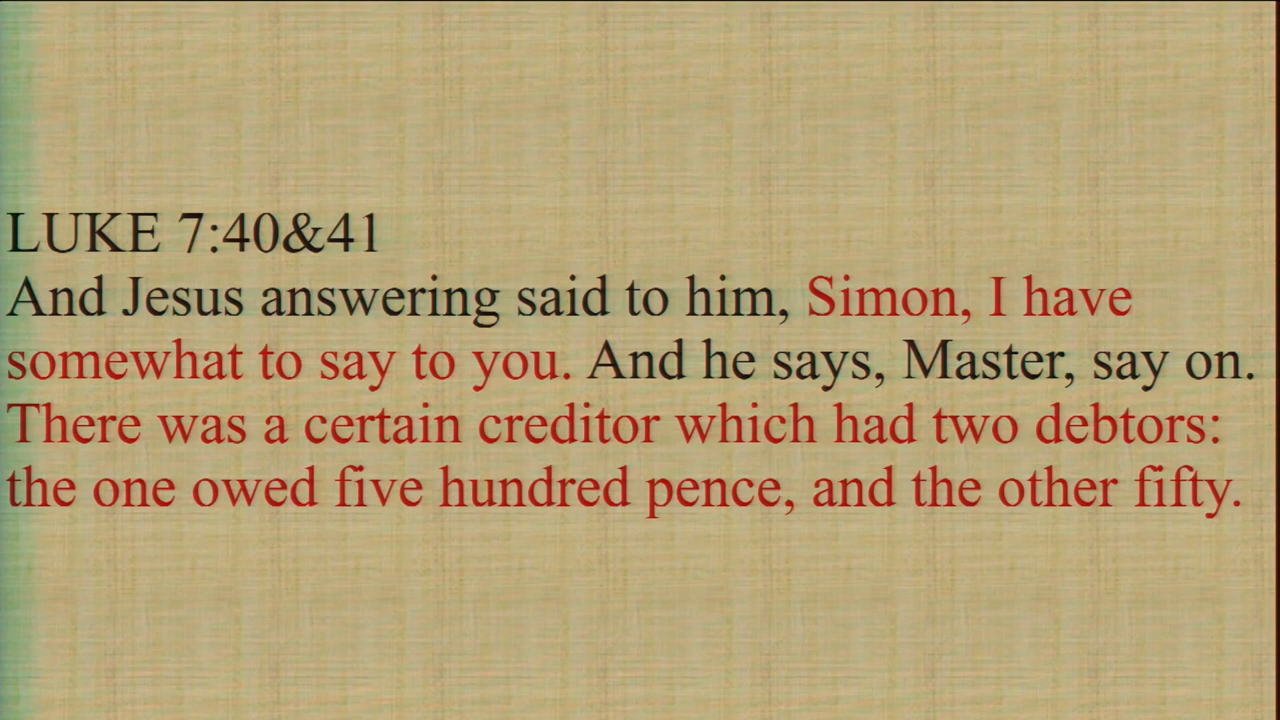 LUKE 7:40&41
And Jesus answering said to him, Simon, I have
somewhat to say to you. And he says, Master, say on.
There was a certain creditor which had two debtors:
the one owed five hundred pence, and the other fifty.